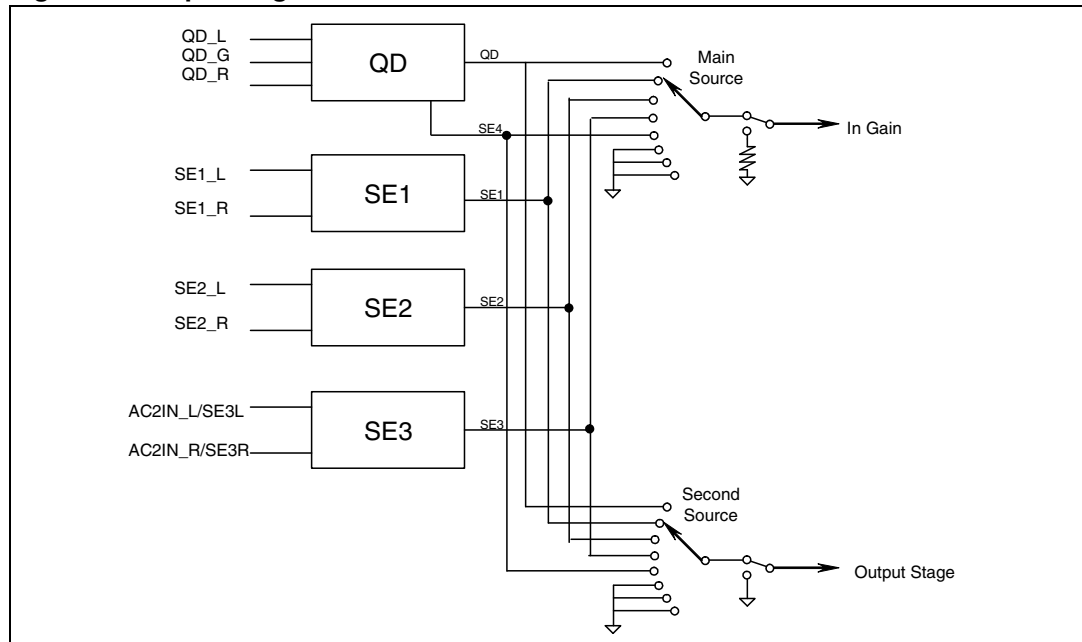 QD_L
QD_G
QD_R
QD
QD
SE4
Main
Source
In Gain
SE1_L
SE1_R
SE1
SE1
SE2_L
SE2_R
SE2
SE2
AC2IN_L/SE3L
AC2IN_R/SE3R
SE3
SE3
Second
Source
Output Stage